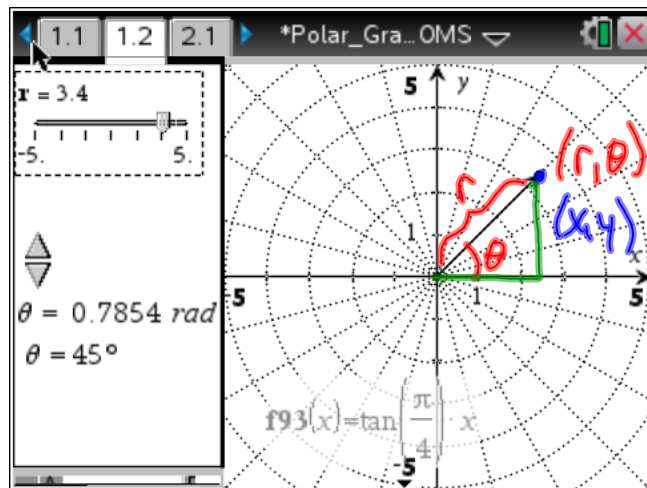 1.1 1.2 2.1 *Polar_Gra…OMS
r = 3.4
-5. 5.
θ = 0.7854 rad
θ = 45°
5 y
(r, θ)
r
(x, y)
1
θ
x
5 1 5
f93(x)=tan(π/4)·x
-5